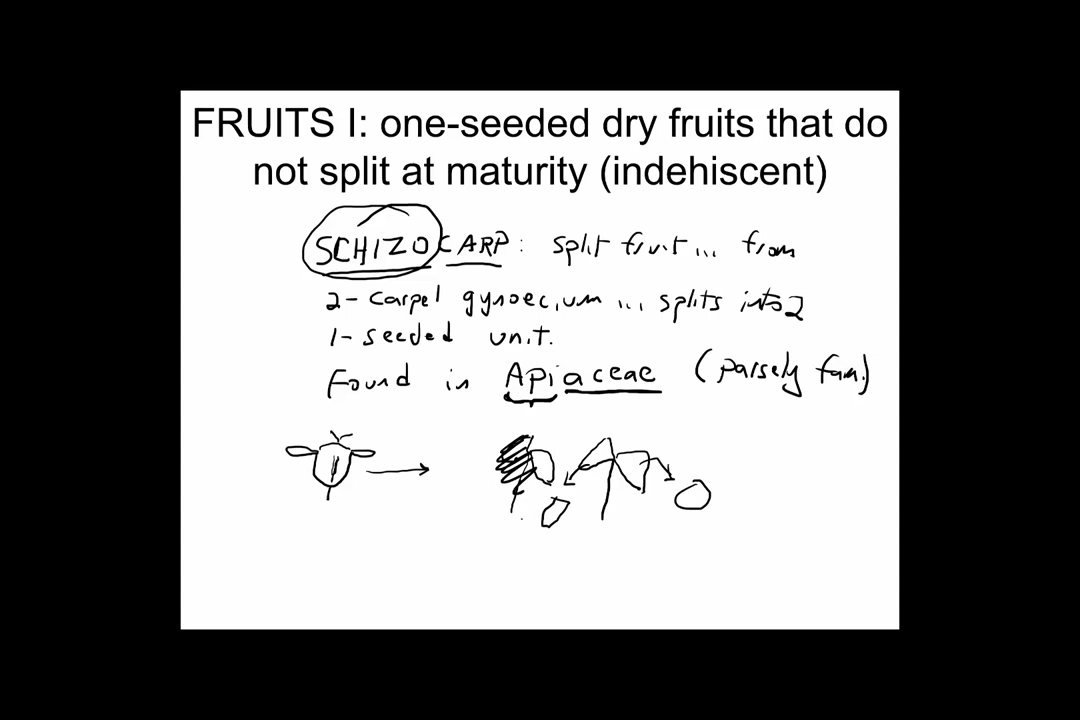 FRUITS I: one-seeded dry fruits that do
not split at maturity (indehiscent)
SCHIZOCARP: split fruit... from
2-carpel gynoecium ... splits into 2
1-seeded unit.
Found in Apiaceae (parsely fam.)